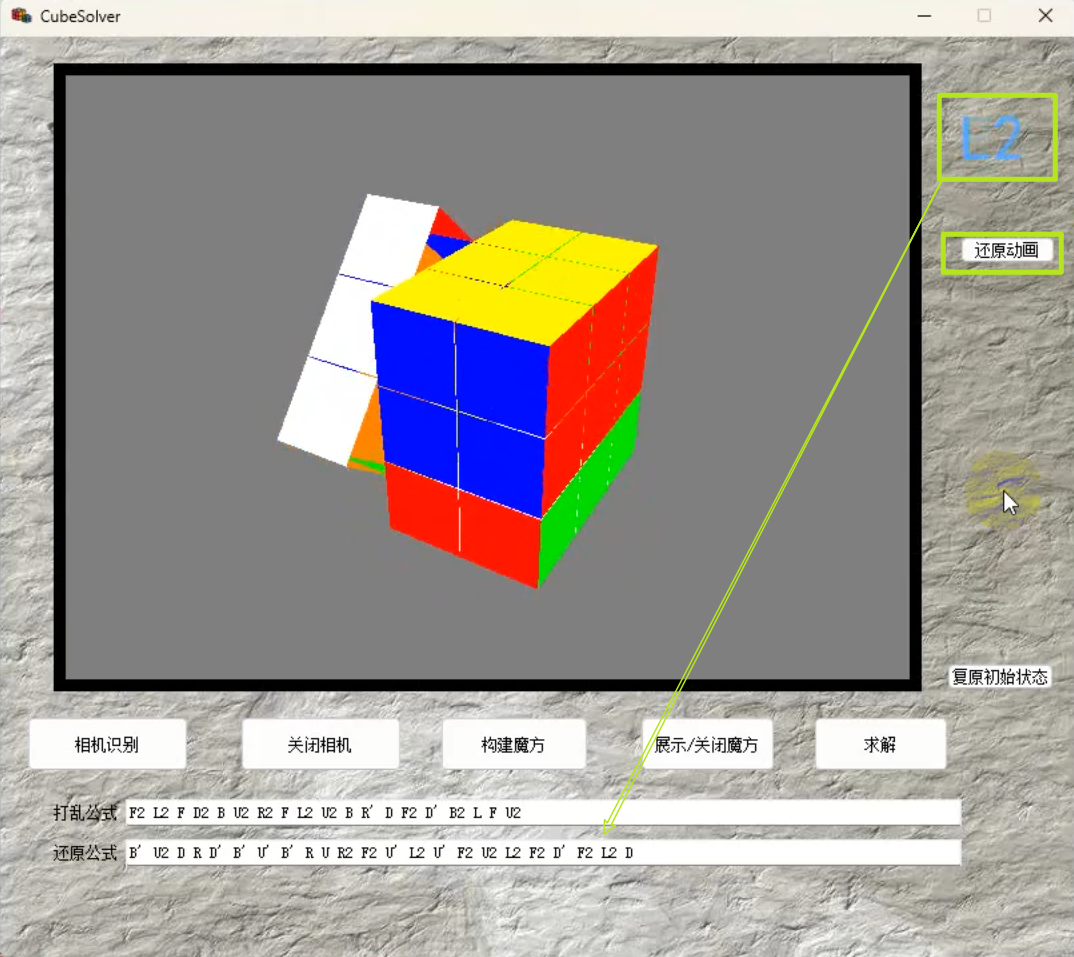 CubeSolver
L2
还原动画
复原初始状态
相机识别
关闭相机
构建魔方
展示/关闭魔方
求解
打乱公式 F2 L2 F D2 B U2 R2 F L2 U2 B R' D F2 D' B2 L F U2
还原公式 B' U2 D R D' B' U' B' R U R2 F2 U' L2 U' F2 U2 L2 F2 D' F2 L2 D